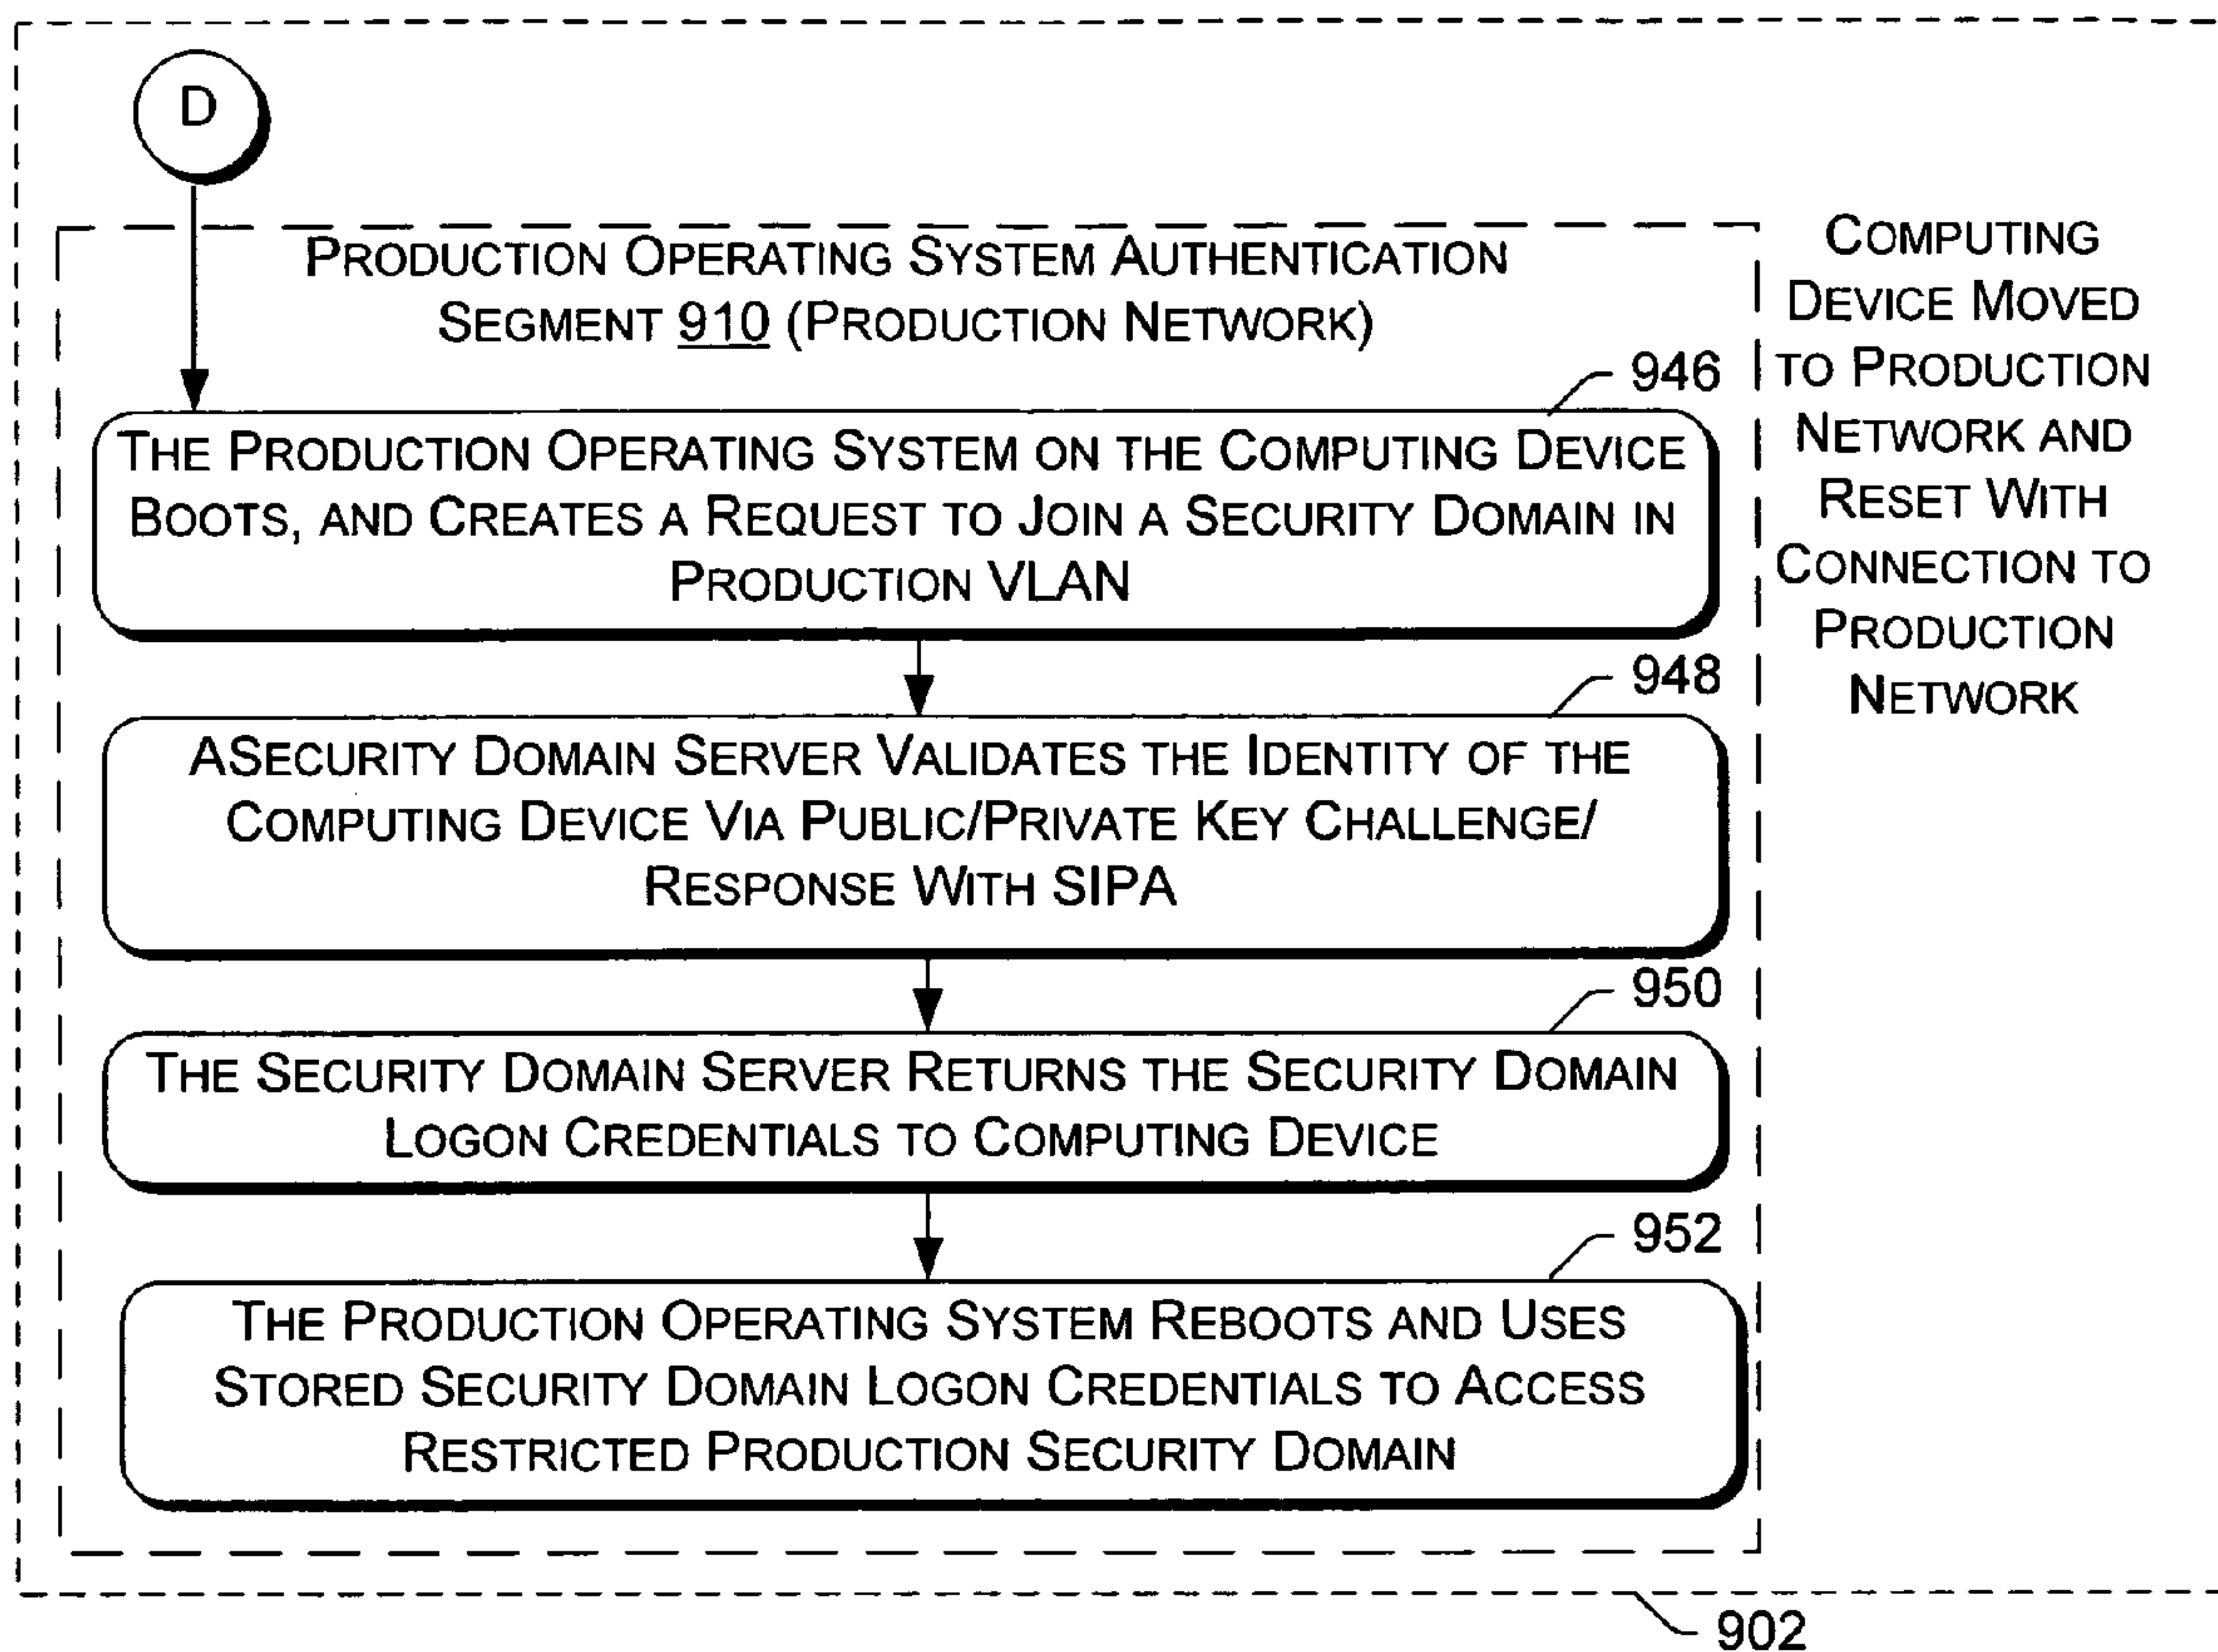 D
PRODUCTION OPERATING SYSTEM AUTHENTICATION
SEGMENT 910 (PRODUCTION NETWORK)
COMPUTING
DEVICE MOVED
TO PRODUCTION
NETWORK AND
RESET WITH
CONNECTION TO
PRODUCTION
NETWORK
946
THE PRODUCTION OPERATING SYSTEM ON THE COMPUTING DEVICE
BOOTS, AND CREATES A REQUEST TO JOIN A SECURITY DOMAIN IN
PRODUCTION VLAN
948
ASECURITY DOMAIN SERVER VALIDATES THE IDENTITY OF THE
COMPUTING DEVICE VIA PUBLIC/PRIVATE KEY CHALLENGE/
RESPONSE WITH SIPA
950
THE SECURITY DOMAIN SERVER RETURNS THE SECURITY DOMAIN
LOGON CREDENTIALS TO COMPUTING DEVICE
952
THE PRODUCTION OPERATING SYSTEM REBOOTS AND USES
STORED SECURITY DOMAIN LOGON CREDENTIALS TO ACCESS
RESTRICTED PRODUCTION SECURITY DOMAIN
902